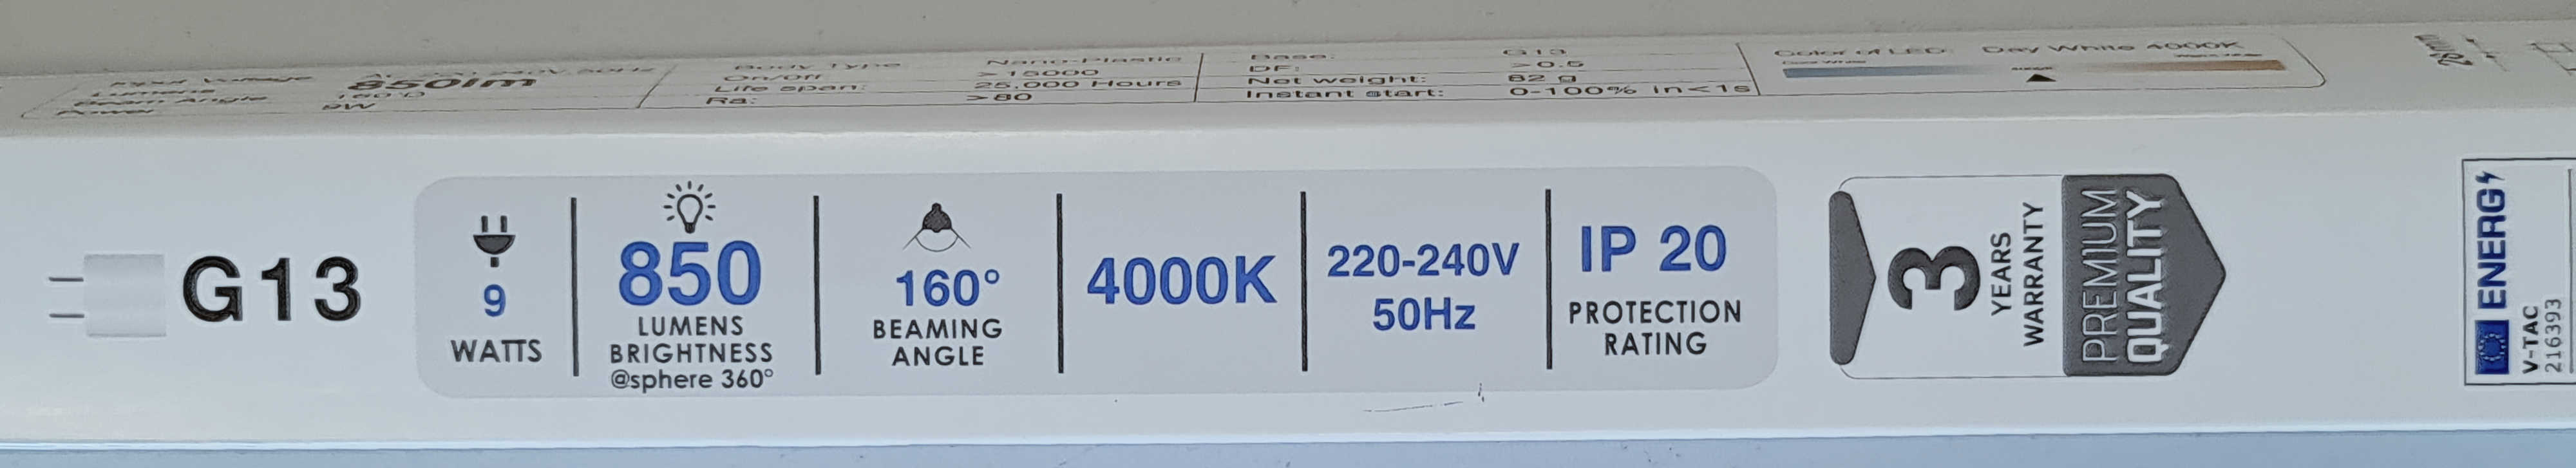 Input Voltage
Lumens 850lm
Beam Angle 160°D
Power 9W
Body Type Nano-Plastic
On/Off >15000
Life span: 25,000 Hours
Ra: >80
Base: G13
DF: >0.5
Net weight: 82 g
Instant start: 0-100% in<1s
Color of LED: Day White 4000K
G13
9
WATTS
850
LUMENS
BRIGHTNESS
@sphere 360°
160°
BEAMING
ANGLE
4000K
220-240V
50Hz
IP 20
PROTECTION
RATING
3
YEARS
WARRANTY
PREMIUM
QUALITY
ENERG
V-TAC
216393